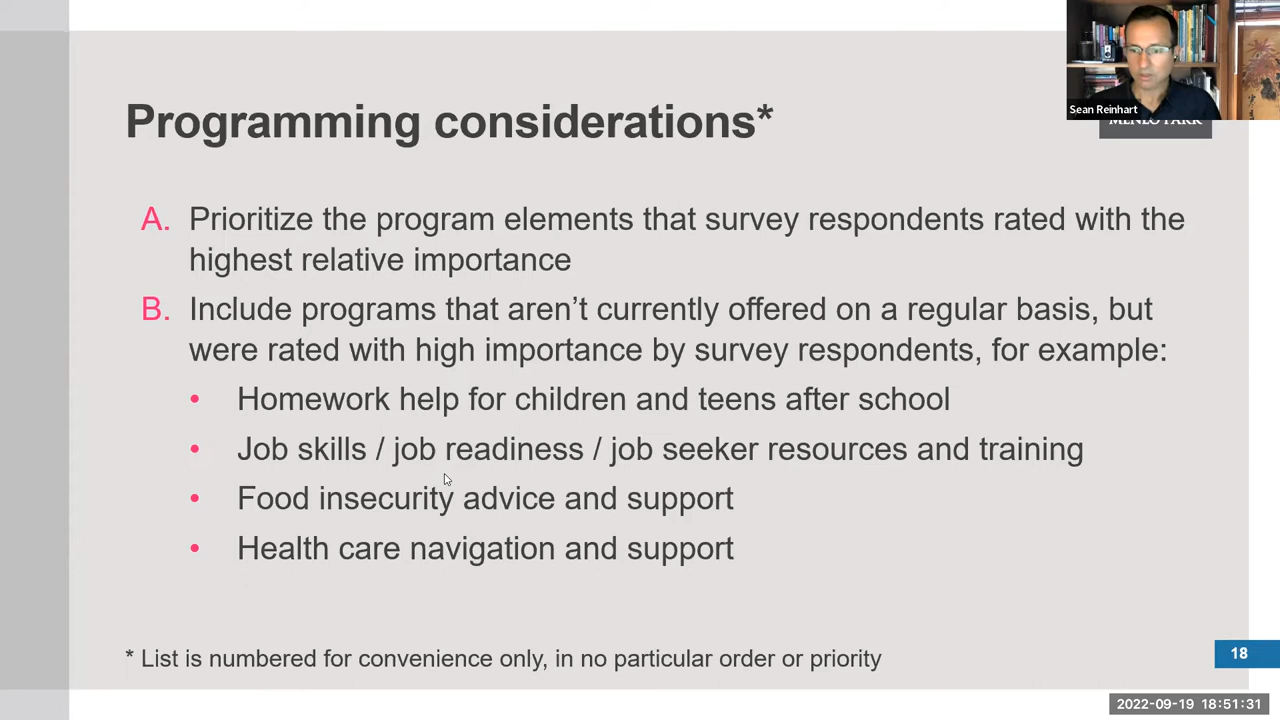 Programming considerations*
Sean Reinhart
MENLO PARK
A. Prioritize the program elements that survey respondents rated with the
highest relative importance
B. Include programs that aren’t currently offered on a regular basis, but
were rated with high importance by survey respondents, for example:
• Homework help for children and teens after school
• Job skills / job readiness / job seeker resources and training
• Food insecurity advice and support
• Health care navigation and support
* List is numbered for convenience only, in no particular order or priority
18
2022-09-19 18:51:31